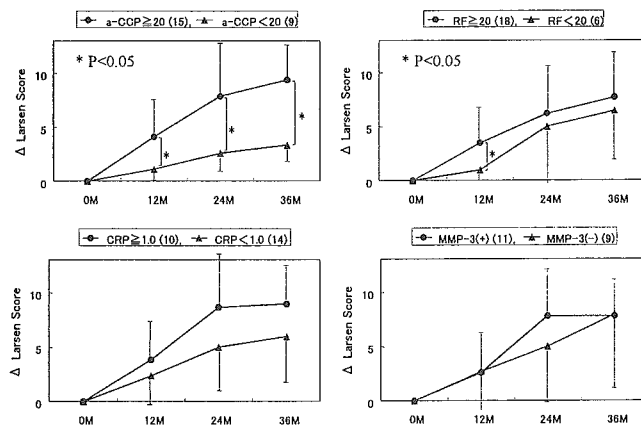 a-CCP≧20 (15), a-CCP<20 (9)
* P<0.05
Δ Larsen Score
10
5
0
* * *
0M 12M 24M 36M
RF≧20 (18) RF<20 (6)
* P<0.05
Δ Larsen Score
10
5
0
*
0M 12M 24M 36M
CRP≧1.0 (10), CRP<1.0 (14)
Δ Larsen Score
10
5
0
0M 12M 24M 36M
MMP-3(+) (11), MMP-3(-) (9)
Δ Larsen Score
10
5
0
0M 12M 24M 36M